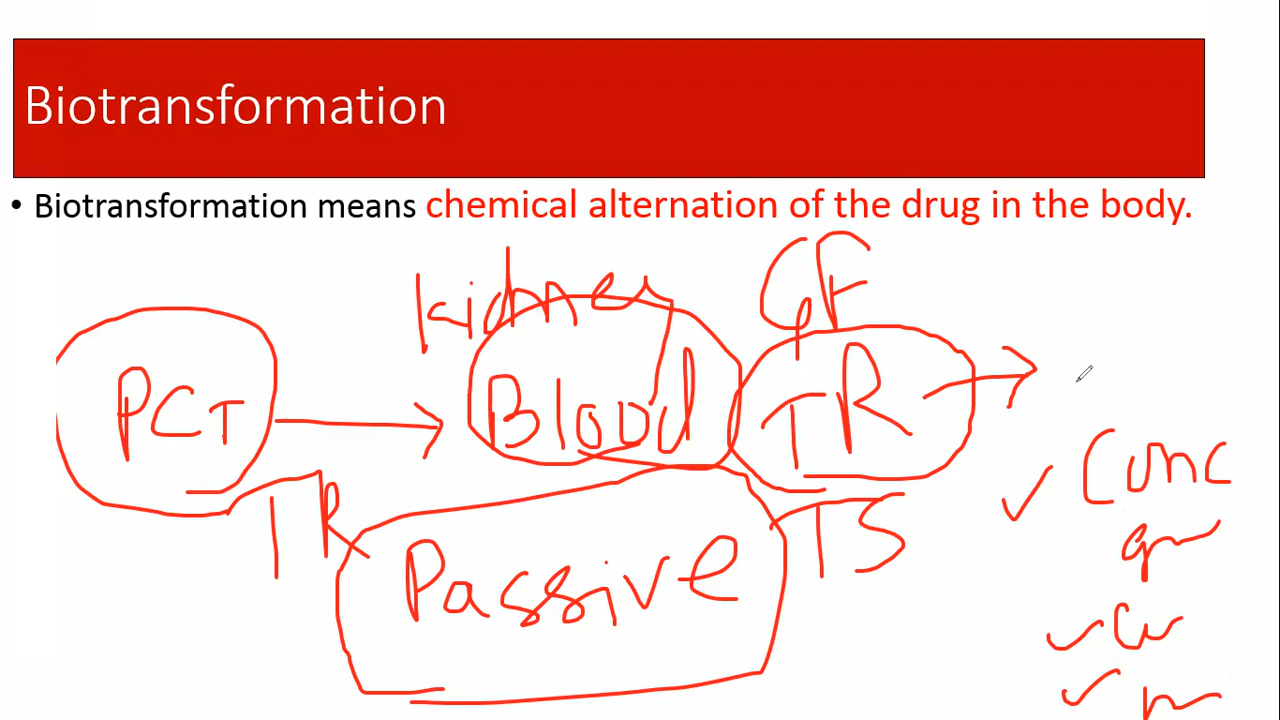 Biotransformation
• Biotransformation means chemical alternation of the drug in the body.
kidney
GF
PCT
Blood
TR
Conc
TR
Passive
TS